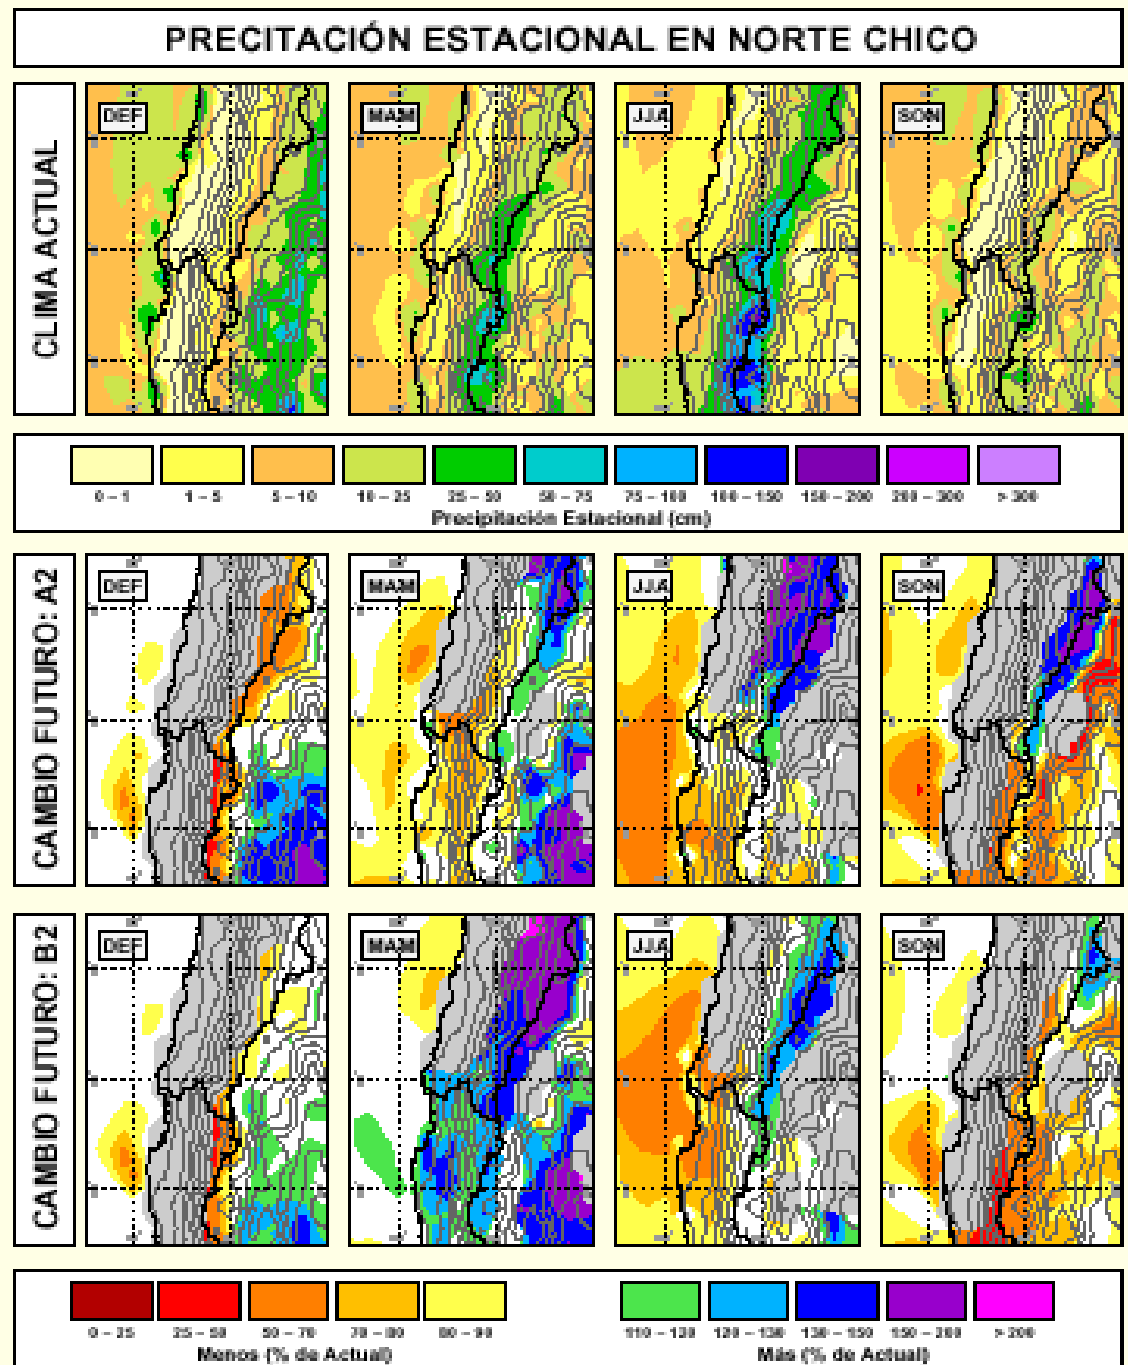 PRECITACIÓN ESTACIONAL EN NORTE CHICO
CLIMA ACTUAL
DEF
MAM
JJA
SON
0 – 1
1 – 5
5 – 10
10 – 25
25 – 50
50 – 75
75 – 100
100 – 150
150 – 200
200 – 300
> 300
Precipitación Estacional (cm)
CAMBIO FUTURO: A2
DEF
MAM
JJA
SON
CAMBIO FUTURO: B2
DEF
MAM
JJA
SON
0 – 25
25 – 50
50 – 70
70 – 80
80 – 90
Menos (% de Actual)
110 – 120
120 – 130
130 – 150
150 – 200
> 200
Más (% de Actual)